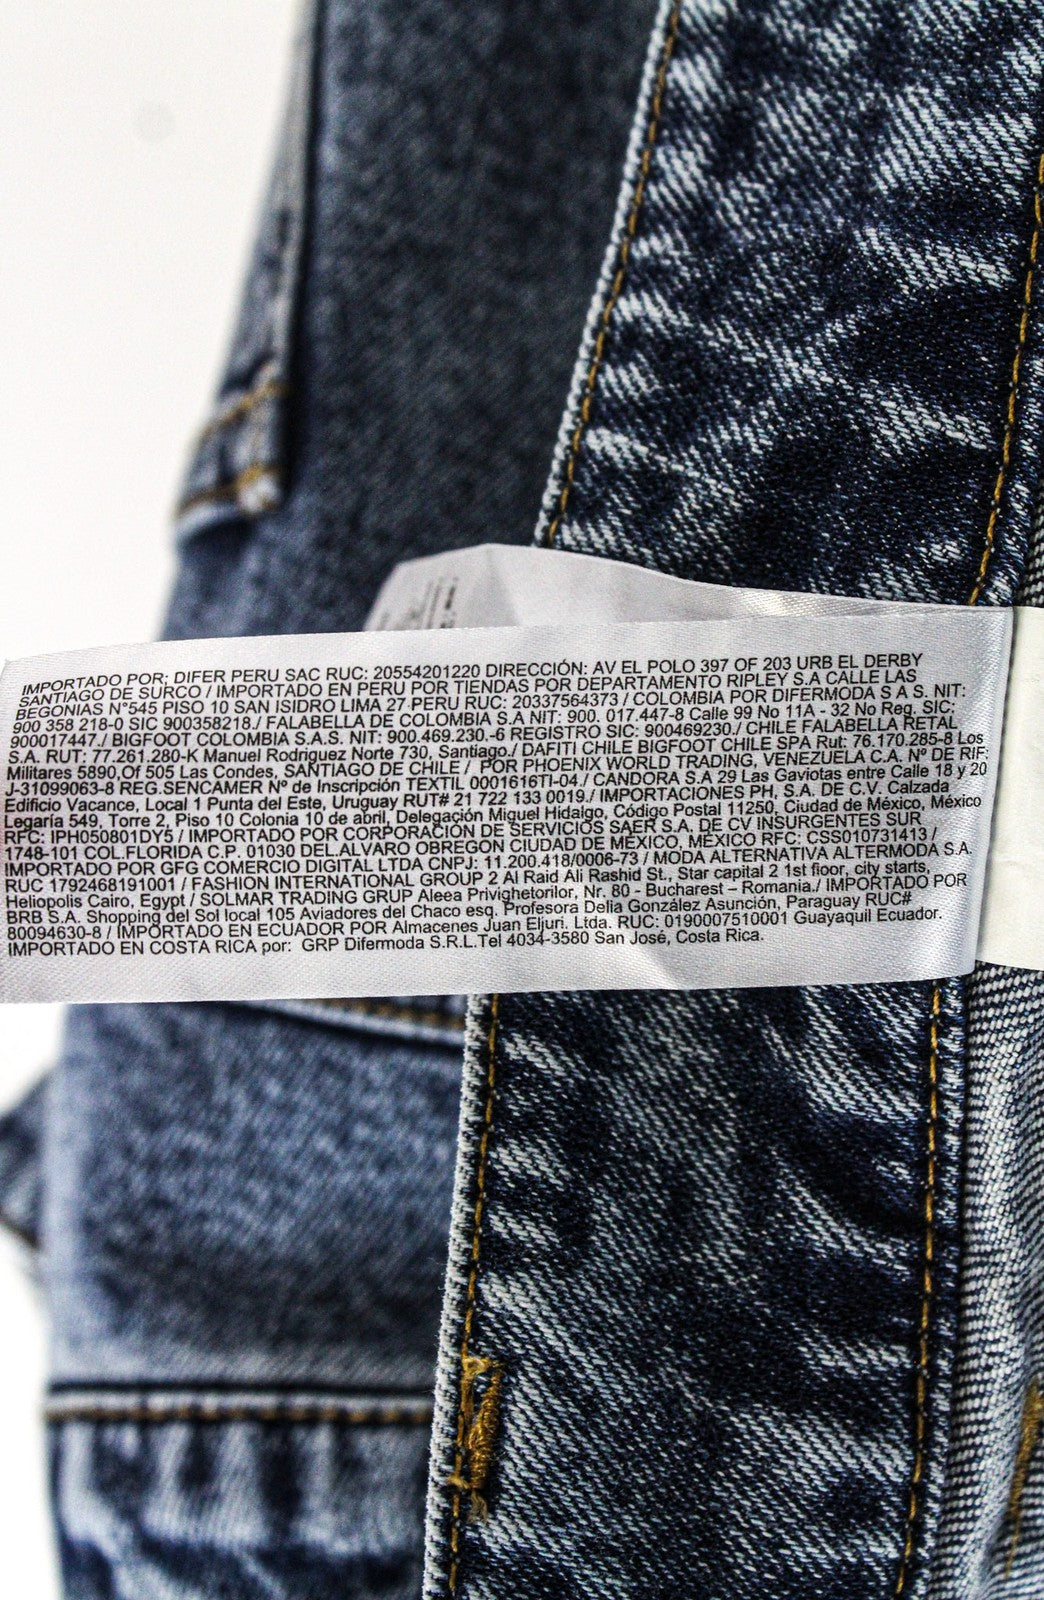 IMPORTADO POR; DIFER PERU SAC RUC: 20554201220 DIRECCIÓN: AV EL POLO 397 OF 203 URB EL DERBY
SANTIAGO DE SURCO / IMPORTADO EN PERU POR TIENDAS POR DEPARTAMENTO RIPLEY S.A CALLE LAS
BEGONIAS N°545 PISO 10 SAN ISIDRO LIMA 27 PERU RUC: 20337564373 / COLOMBIA POR DIFERMODA S A S. NIT:
900 358 218-0 SIC 900358218./ FALABELLA DE COLOMBIA S.A NIT: 900. 017.447-8 Calle 99 No 11A - 32 No Reg. SIC:
900017447./ BIGFOOT COLOMBIA S.A.S. NIT: 900.469.230.-6 REGISTRO SIC: 900469230./ CHILE FALABELLA RETAL
S.A. RUT: 77.261.280-K Manuel Rodriguez Norte 730, Santiago./ DAFITI CHILE BIGFOOT CHILE SPA Rut: 76.170.285-8 Los
Militares 5890,Of 505 Las Condes, SANTIAGO DE CHILE / POR PHOENIX WORLD TRADING, VENEZUELA C.A. Nº DE RIF:
J-31099063-8 REG.SENCAMER Nº de Inscripción TEXTIL 0001616TI-04./ CANDORA S.A 29 Las Gaviotas entre Calle 18 y 20
Edificio Vacance, Local 1 Punta del Este, Uruguay RUT# 21 722 133 0019./ IMPORTACIONES PH, S.A. DE C.V. Calzada
Legaría 549, Torre 2, Piso 10 Colonia 10 de abril, Delegación Miguel Hidalgo, Código Postal 11250, Ciudad de México, México
RFC: IPH050801DY5 / IMPORTADO POR CORPORACIÓN DE SERVICIOS SAER S.A. DE CV INSURGENTES SUR
1748-101 COL.FLORIDA C.P. 01030 DEL.ALVARO OBREGON CIUDAD DE MÉXICO, MÉXICO RFC: CSS010731413 /
IMPORTADO POR GFG COMERCIO DIGITAL LTDA CNPJ: 11.200.418/0006-73 / MODA ALTERNATIVA ALTERMODA S.A.
RUC 1792468191001 / FASHION INTERNATIONAL GROUP 2 Al Raid Ali Rashid St., Star capital 2 1st floor, city starts,
Heliopolis Cairo, Egypt / SOLMAR TRADING GRUP Aleea Privighetorilor, Nr. 80 - Bucharest – Romania./ IMPORTADO POR
BRB S.A. Shopping del Sol local 105 Aviadores del Chaco esq. Profesora Delia González Asunción, Paraguay RUC#
80094630-8 / IMPORTADO EN ECUADOR POR Almacenes Juan Eljuri. Ltda. RUC: 0190007510001 Guayaquil Ecuador.
IMPORTADO EN COSTA RICA por: GRP Difermoda S.R.L.Tel 4034-3580 San José, Costa Rica.